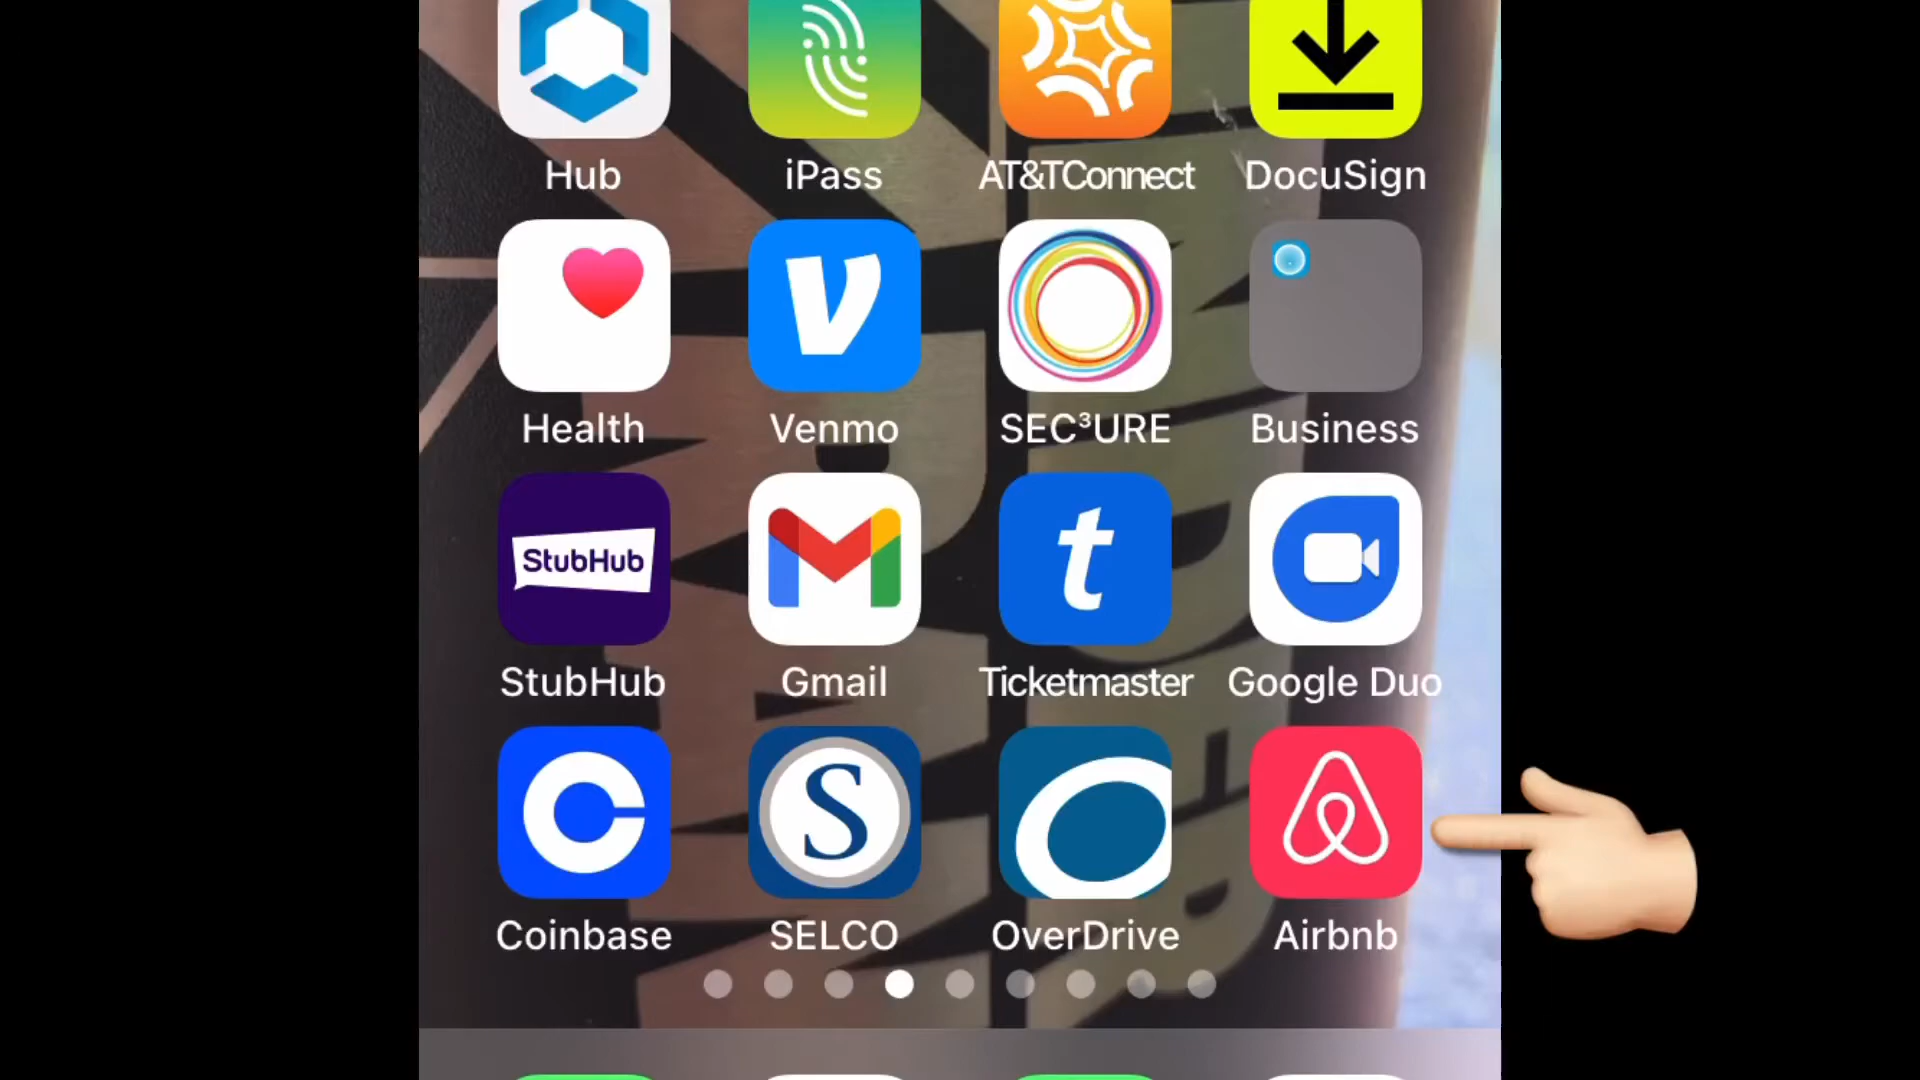 Hub iPass AT&TConnect DocuSign
Health Venmo SEC³URE Business
StubHub
StubHub Gmail Ticketmaster Google Duo
S
Coinbase SELCO OverDrive Airbnb